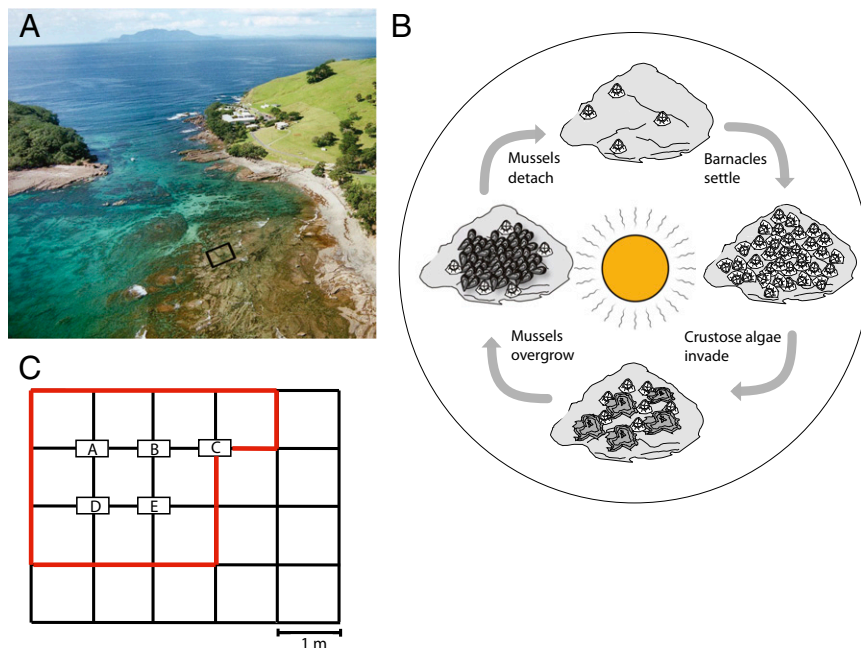 A
B
Mussels
detach
Barnacles
settle
Mussels
overgrow
Crustose algae
invade
C
A
B
C
D
E
1 m